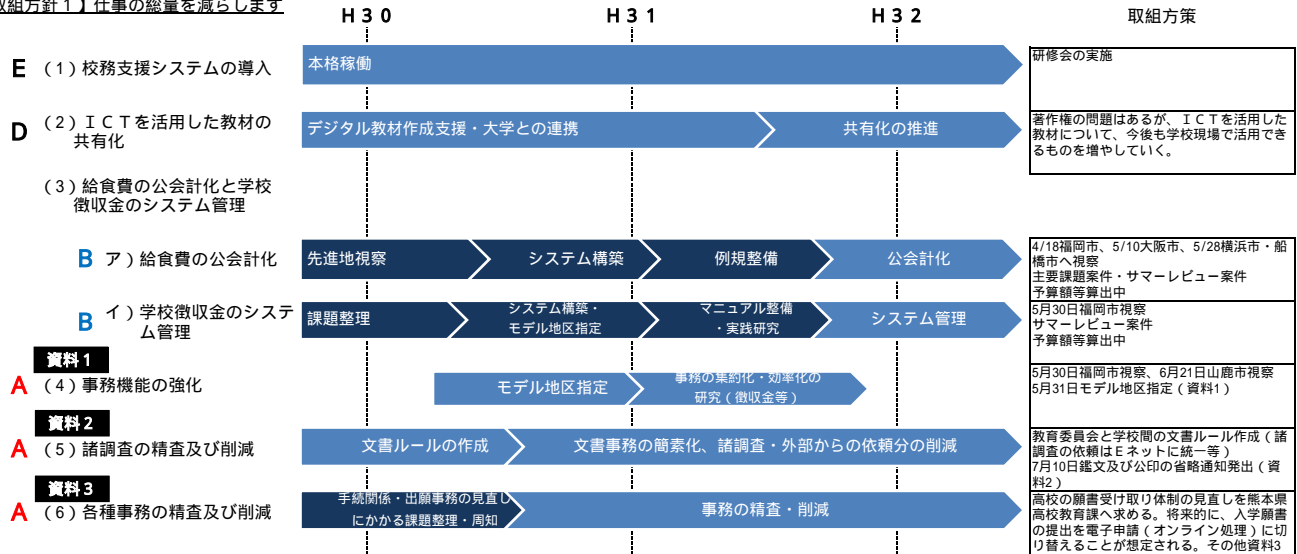 取組方針１】仕事の総量を減らします
Ｈ３０ Ｈ３１ Ｈ３２ 取組方策
E （１）校務支援システムの導入
本格稼働
研修会の実施
D （２）ＩＣＴを活用した教材の
共有化
デジタル教材作成支援・大学との連携
共有化の推進
著作権の問題はあるが、ＩＣＴを活用した
教材について、今後も学校現場で活用でき
るものを増やしていく。
（３）給食費の公会計化と学校
徴収金のシステム管理
B ア）給食費の公会計化
先進地視察
システム構築
例規整備
公会計化
4/18福岡市、5/10大阪市、5/28横浜市・船
橋市へ視察
主要課題案件・サマーレビュー案件
予算額等算出中
B イ）学校徴収金のシステ
ム管理
課題整理
システム構築・
モデル地区指定
マニュアル整備
・実践研究
システム管理
5月30日福岡市視察
サマーレビュー案件
予算額等算出中
資料１
A （４）事務機能の強化
モデル地区指定
事務の集約化・効率化の
研究（徴収金等）
5月30日福岡市視察、6月21日山鹿市視察
5月31日モデル地区指定（資料1）
資料２
A （５）諸調査の精査及び削減
文書ルールの作成
文書事務の簡素化、諸調査・外部からの依頼分の削減
教育委員会と学校間の文書ルール作成（諸
調査の依頼はＥネットに統一等）
7月10日鑑文及び公印の省略通知発出（資
料2）
資料３
A （６）各種事務の精査及び削減
手続関係・出願事務の見直し
にかかる課題整理・周知
事務の精査・削減
高校の願書受け取り体制の見直しを熊本県
高校教育課へ求める。将来的に、入学願書
の提出を電子申請（オンライン処理）に切
り替えることが想定される。その他資料3